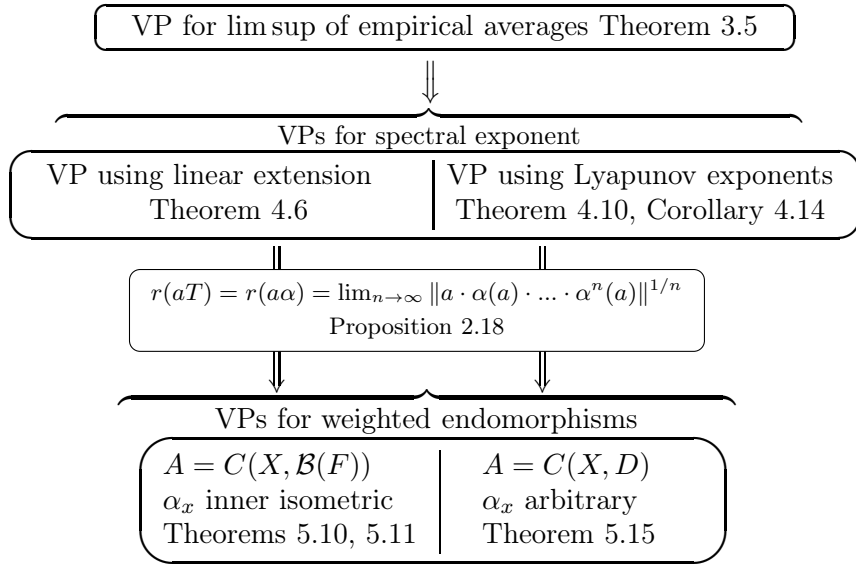 VP for lim sup of empirical averages Theorem 3.5
⇓
VPs for spectral exponent
VP using linear extension
Theorem 4.6
VP using Lyapunov exponents
Theorem 4.10, Corollary 4.14
r(aT) = r(aα) = lim_{n→∞} ‖a · α(a) · ... · α^n(a)‖^{1/n}
Proposition 2.18
VPs for weighted endomorphisms
A = C(X, 𝓑(F))
α_x inner isometric
Theorems 5.10, 5.11
A = C(X, D)
α_x arbitrary
Theorem 5.15